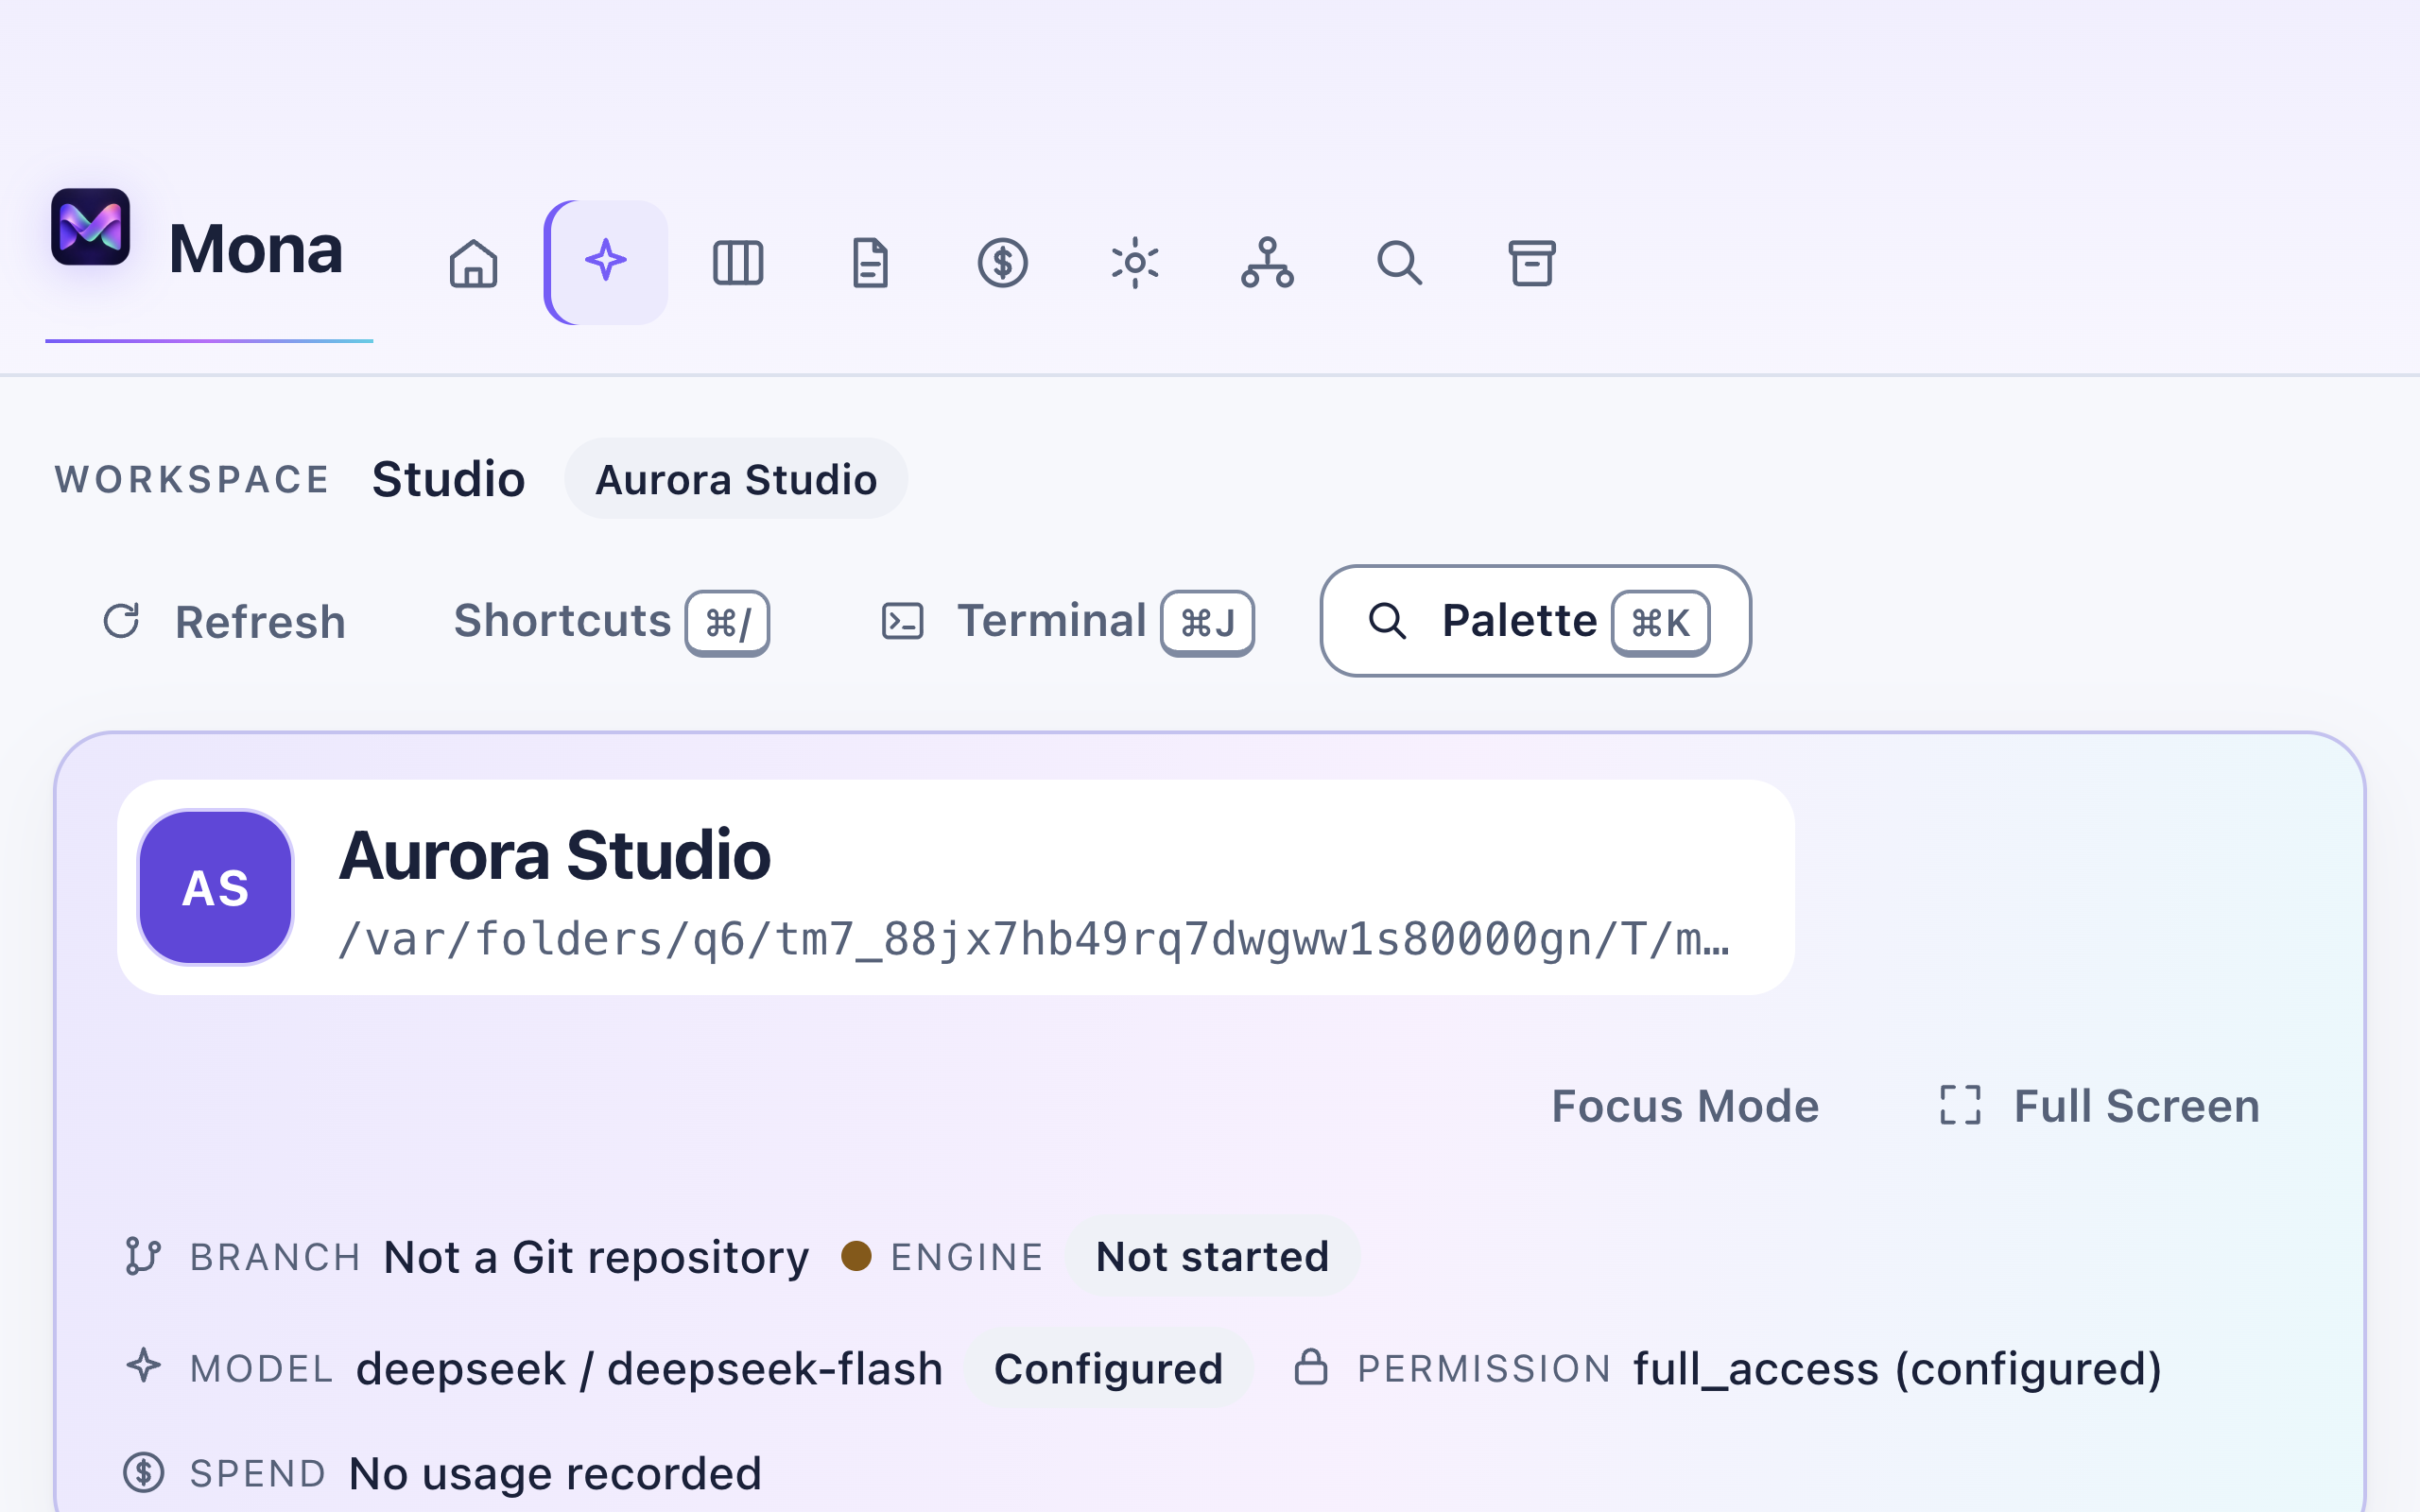 Mona
WORKSPACE Studio Aurora Studio
Refresh Shortcuts ⌘/ Terminal ⌘J Palette ⌘K
AS
Aurora Studio
/var/folders/q6/tm7_88jx7hb49rq7dwgww1s80000gn/T/m…
Focus Mode Full Screen
BRANCH Not a Git repository ENGINE Not started
MODEL deepseek / deepseek-flash Configured PERMISSION full_access (configured)
SPEND No usage recorded